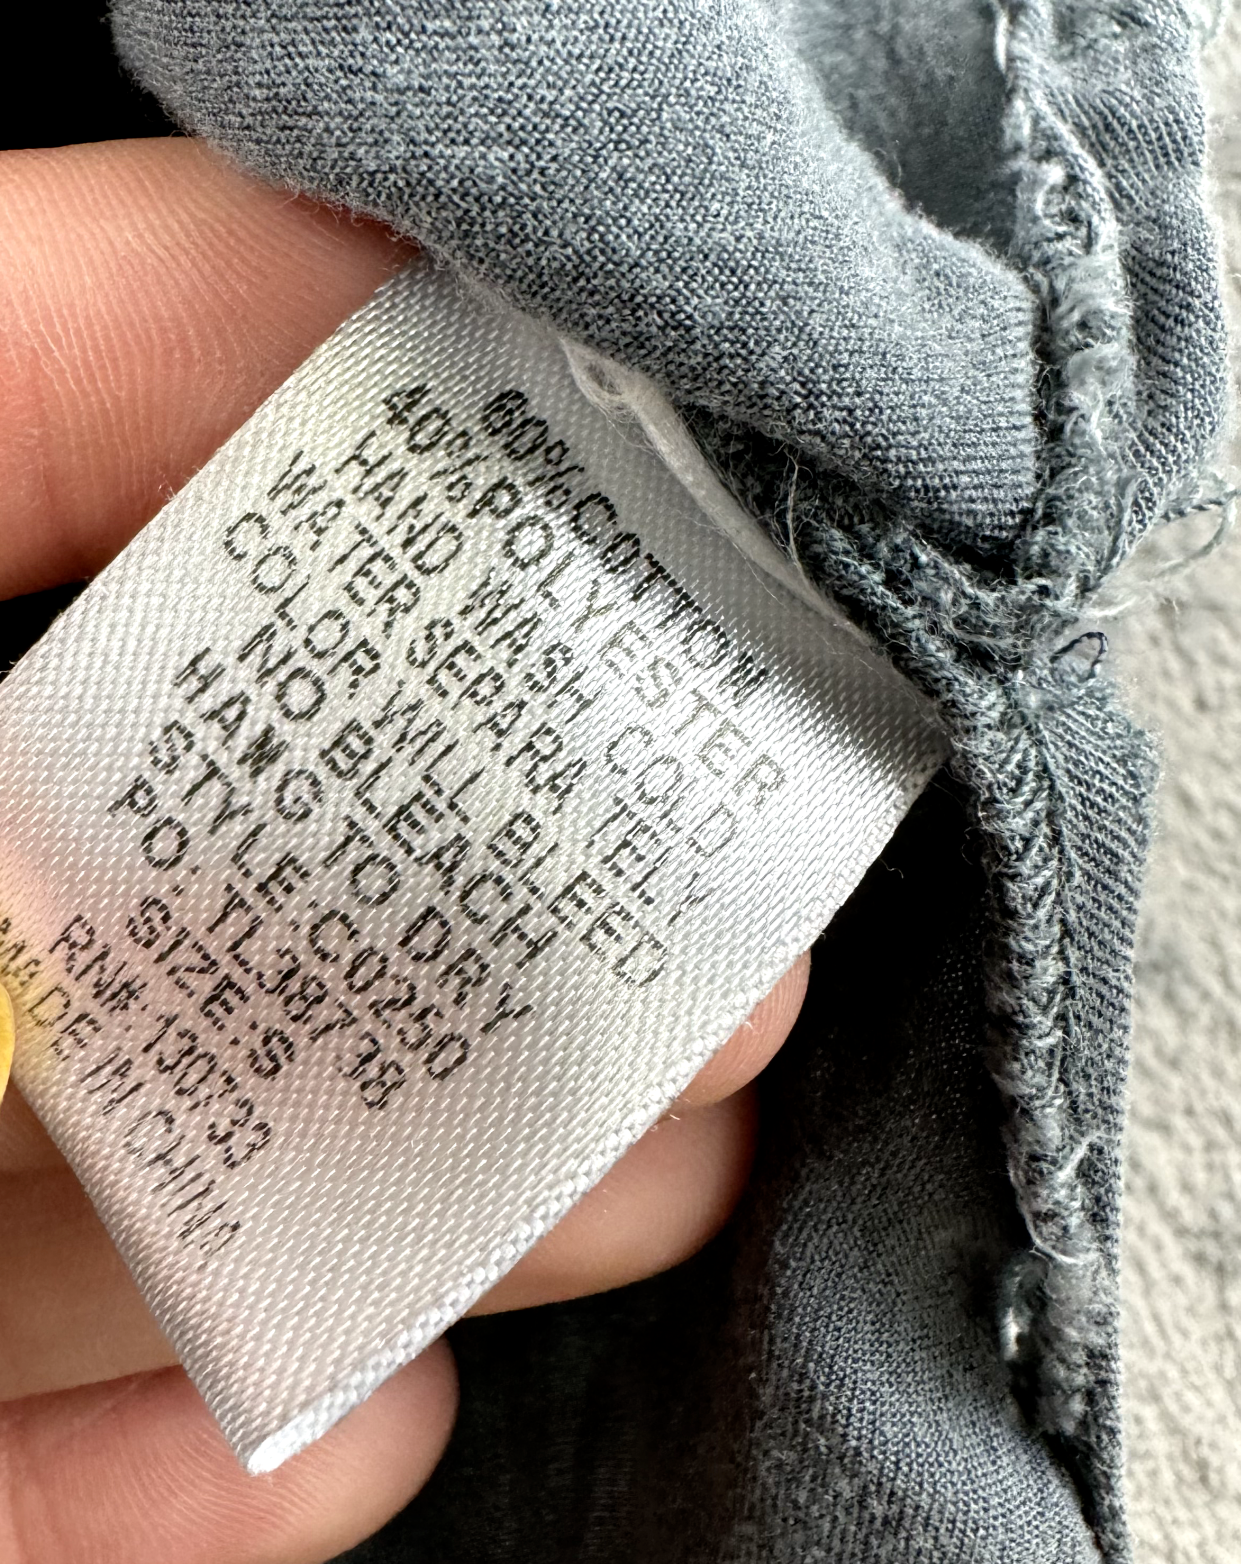 60%COTTON
40%POLYESTER
HAND WASH COLD
WATER SEPARATELY
COLOR WILL BLEED
NO BLEACH
HANG TO DRY
STYLE:C0250
PO. TL38738
SIZE:S
RN#:130733
MADE IN CHINA